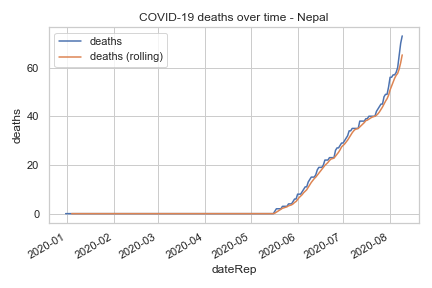 COVID-19 deaths over time - Nepal
deaths
deaths (rolling)
deaths
60
40
20
0
2020-01
2020-02
2020-03
2020-04
2020-05
2020-06
2020-07
2020-08
dateRep